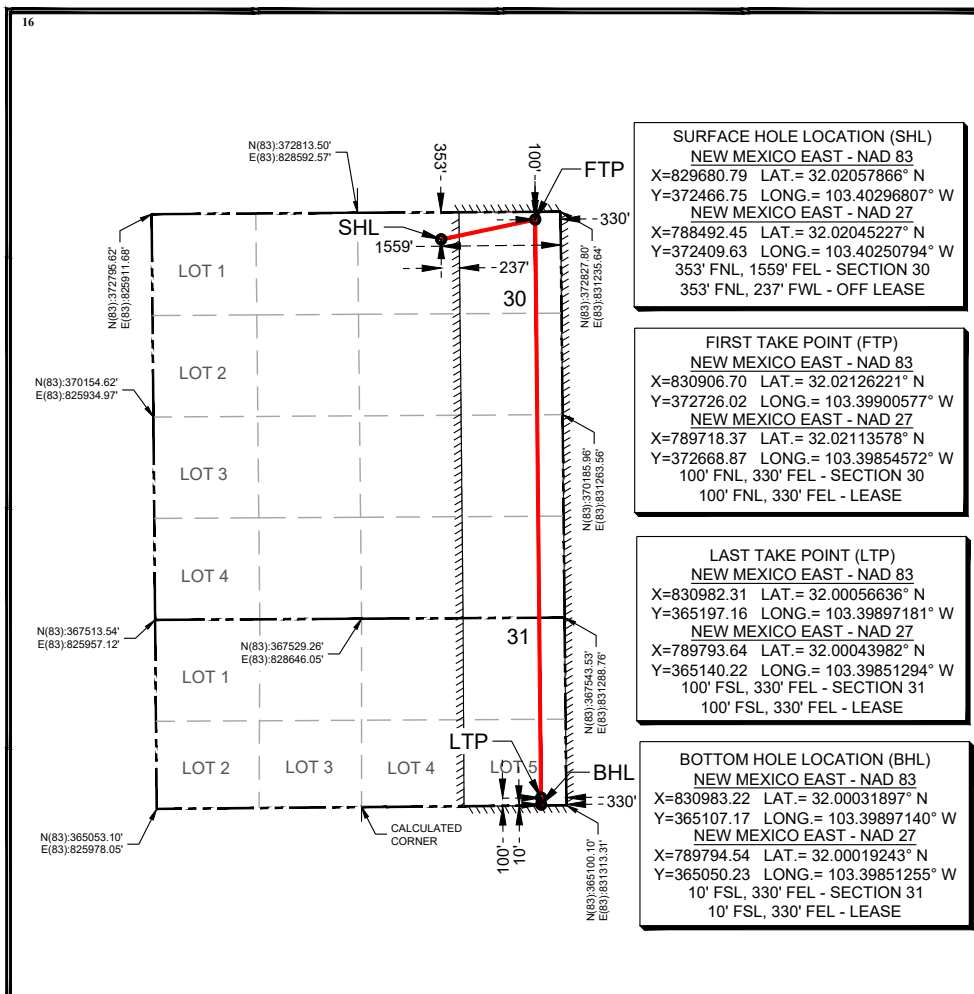 16
N(83):372813.50'
E(83):828592.57'
353'
100'
FTP
330'
SHL
1559'
237'
N(83):372795.62'
E(83):825911.68'
N(83):372827.80'
E(83):831235.64'
LOT 1
30
LOT 2
N(83):370154.62'
E(83):825934.97'
N(83):370185.96'
E(83):831263.56'
LOT 3
LOT 4
N(83):367513.54'
E(83):825957.12'
N(83):367529.26'
E(83):828646.05'
31
N(83):367543.53'
E(83):831288.76'
LOT 1
LTP
LOT 2
LOT 3
LOT 4
LOT 5
BHL
330'
N(83):365053.10'
E(83):825978.05'
CALCULATED
CORNER
100'
10'
N(83):365100.10'
E(83):831313.31'
SURFACE HOLE LOCATION (SHL)
NEW MEXICO EAST - NAD 83
X=829680.79 LAT.= 32.02057866° N
Y=372466.75 LONG.= 103.40296807° W
NEW MEXICO EAST - NAD 27
X=788492.45 LAT.= 32.02045227° N
Y=372409.63 LONG.= 103.40250794° W
353' FNL, 1559' FEL - SECTION 30
353' FNL, 237' FWL - OFF LEASE
FIRST TAKE POINT (FTP)
NEW MEXICO EAST - NAD 83
X=830906.70 LAT.= 32.02126221° N
Y=372726.02 LONG.= 103.39900577° W
NEW MEXICO EAST - NAD 27
X=789718.37 LAT.= 32.02113578° N
Y=372668.87 LONG.= 103.39854572° W
100' FNL, 330' FEL - SECTION 30
100' FNL, 330' FEL - LEASE
LAST TAKE POINT (LTP)
NEW MEXICO EAST - NAD 83
X=830982.31 LAT.= 32.00056636° N
Y=365197.16 LONG.= 103.39897181° W
NEW MEXICO EAST - NAD 27
X=789793.64 LAT.= 32.00043982° N
Y=365140.22 LONG.= 103.39851294° W
100' FSL, 330' FEL - SECTION 31
100' FSL, 330' FEL - LEASE
BOTTOM HOLE LOCATION (BHL)
NEW MEXICO EAST - NAD 83
X=830983.22 LAT.= 32.00031897° N
Y=365107.17 LONG.= 103.39897140° W
NEW MEXICO EAST - NAD 27
X=789794.54 LAT.= 32.00019243° N
Y=365050.23 LONG.= 103.39851255° W
10' FSL, 330' FEL - SECTION 31
10' FSL, 330' FEL - LEASE